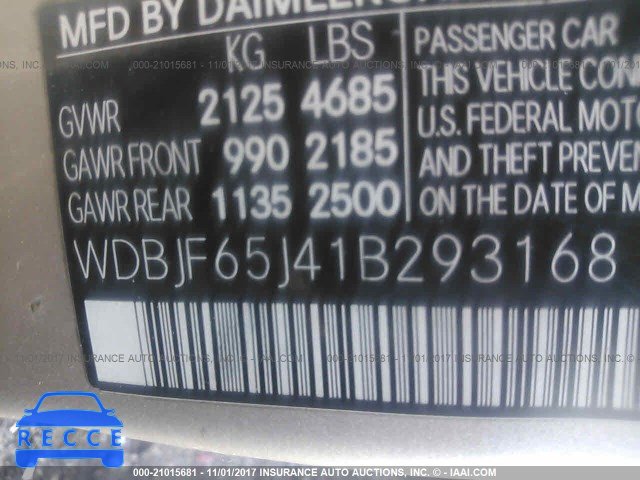 MFD BY DAIMLERC
KG LBS
GVWR 2125 4685
GAWR FRONT 990 2185
GAWR REAR 1135 2500
PASSENGER CAR
THIS VEHICLE CON
U.S. FEDERAL MOTO
AND THEFT PREVEN
ON THE DATE OF M
WDBJF65J41B293168
RECCE
000-21015681 - 11/01/2017 INSURANCE AUTO AUCTIONS, INC. - © IAAI.COM